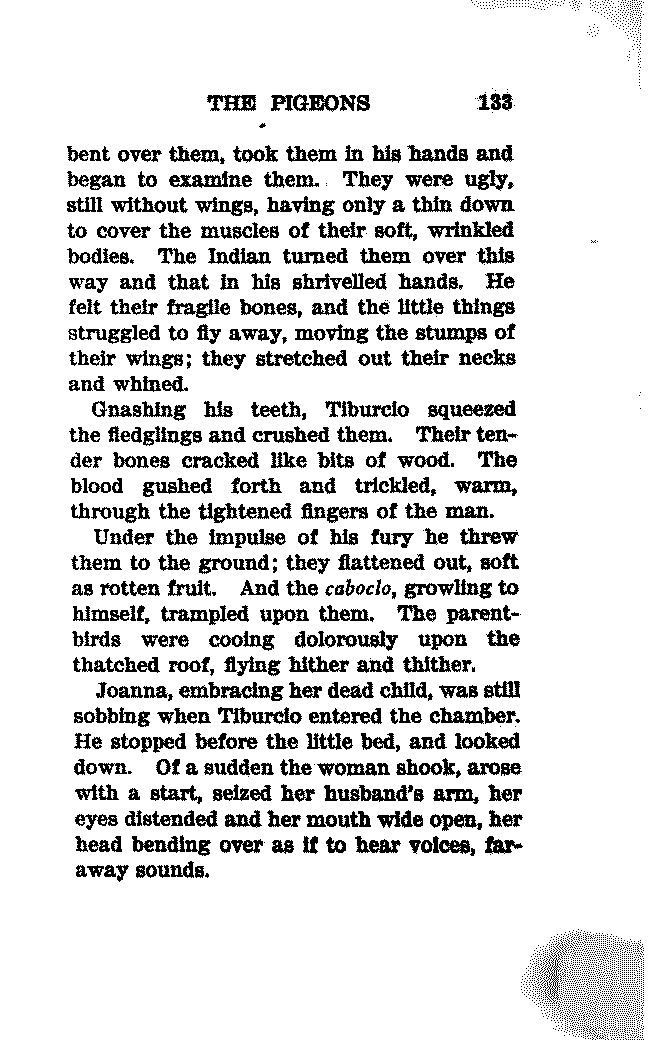 THE PIGEONS 133
bent over them, took them in his hands and
began to examine them. They were ugly,
still without wings, having only a thin down
to cover the muscles of their soft, wrinkled
bodies. The Indian turned them over this
way and that in his shrivelled hands. He
felt their fragile bones, and the little things
struggled to fly away, moving the stumps of
their wings; they stretched out their necks
and whined.
Gnashing his teeth, Tiburcio squeezed
the fledglings and crushed them. Their ten-
der bones cracked like bits of wood. The
blood gushed forth and trickled, warm,
through the tightened fingers of the man.
Under the impulse of his fury he threw
them to the ground; they flattened out, soft
as rotten fruit. And the caboclo, growling to
himself, trampled upon them. The parent-
birds were cooing dolorously upon the
thatched roof, flying hither and thither.
Joanna, embracing her dead child, was still
sobbing when Tiburcio entered the chamber.
He stopped before the little bed, and looked
down. Of a sudden the woman shook, arose
with a start, seized her husband's arm, her
eyes distended and her mouth wide open, her
head bending over as if to hear voices, far-
away sounds.